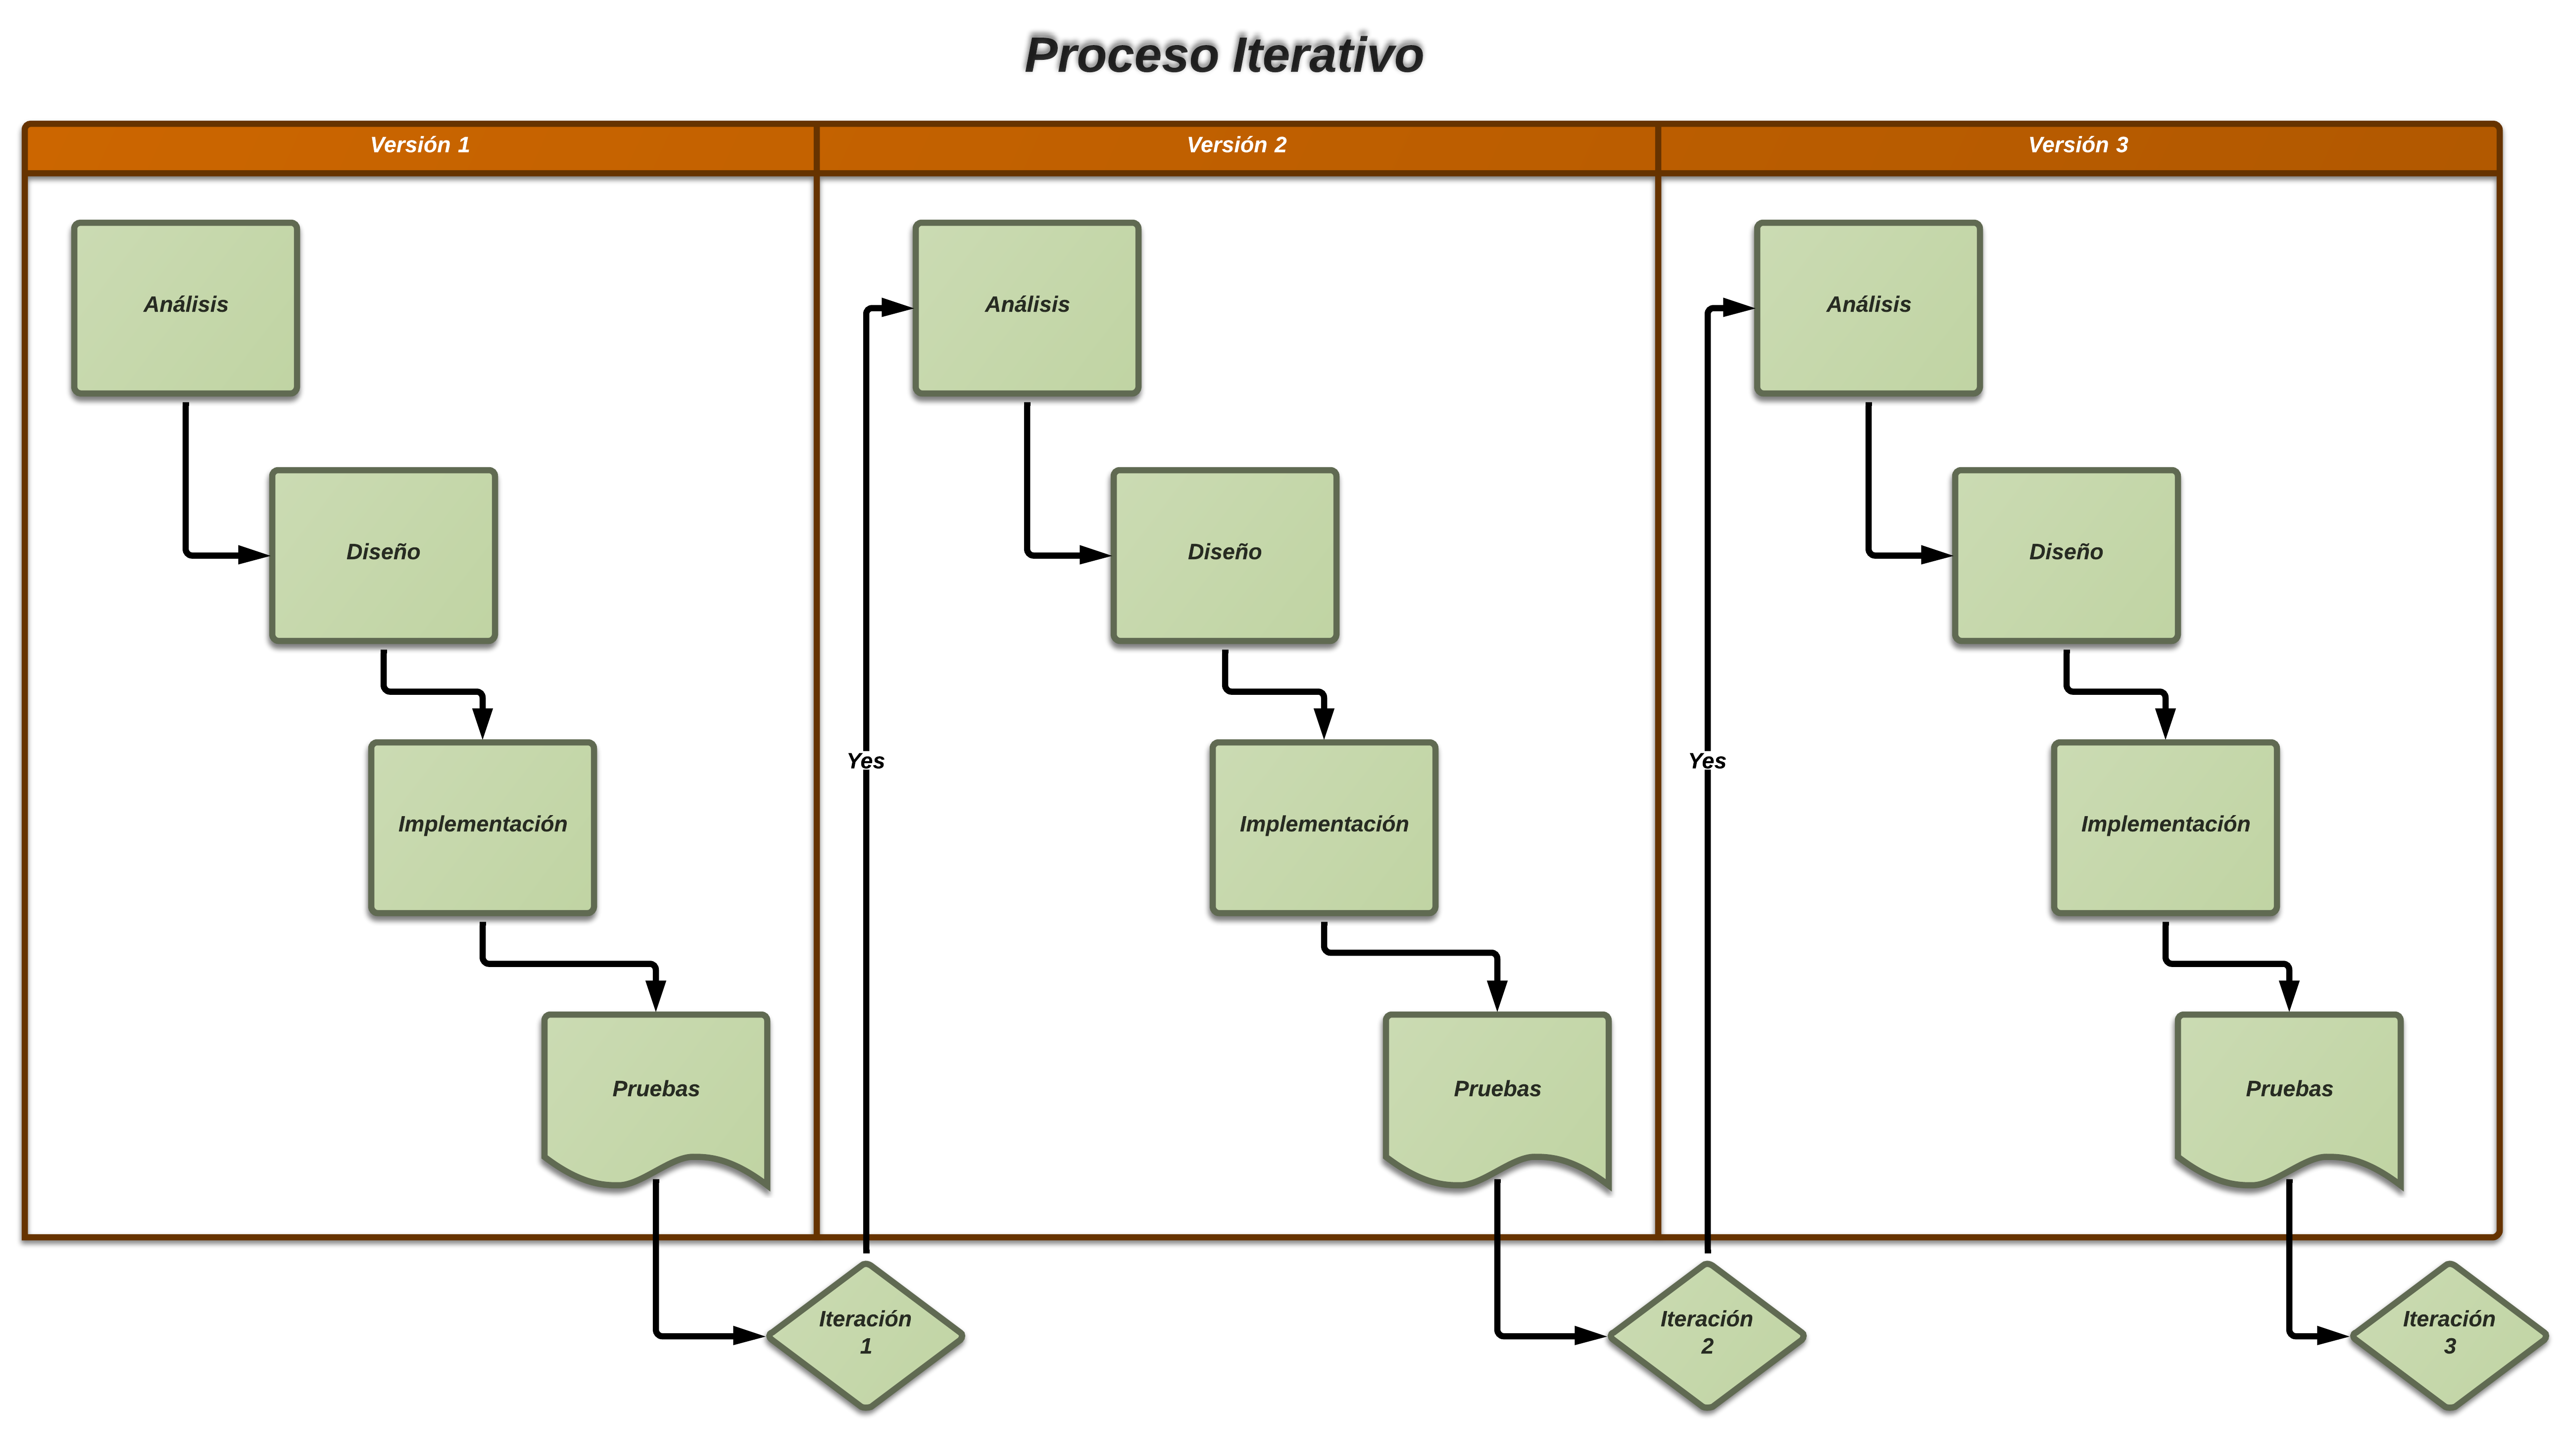 Proceso Iterativo
Versión 1
Versión 2
Versión 3
Análisis
Análisis
Análisis
Diseño
Diseño
Diseño
Yes
Yes
Implementación
Implementación
Implementación
Pruebas
Pruebas
Pruebas
Iteración
1
Iteración
2
Iteración
3